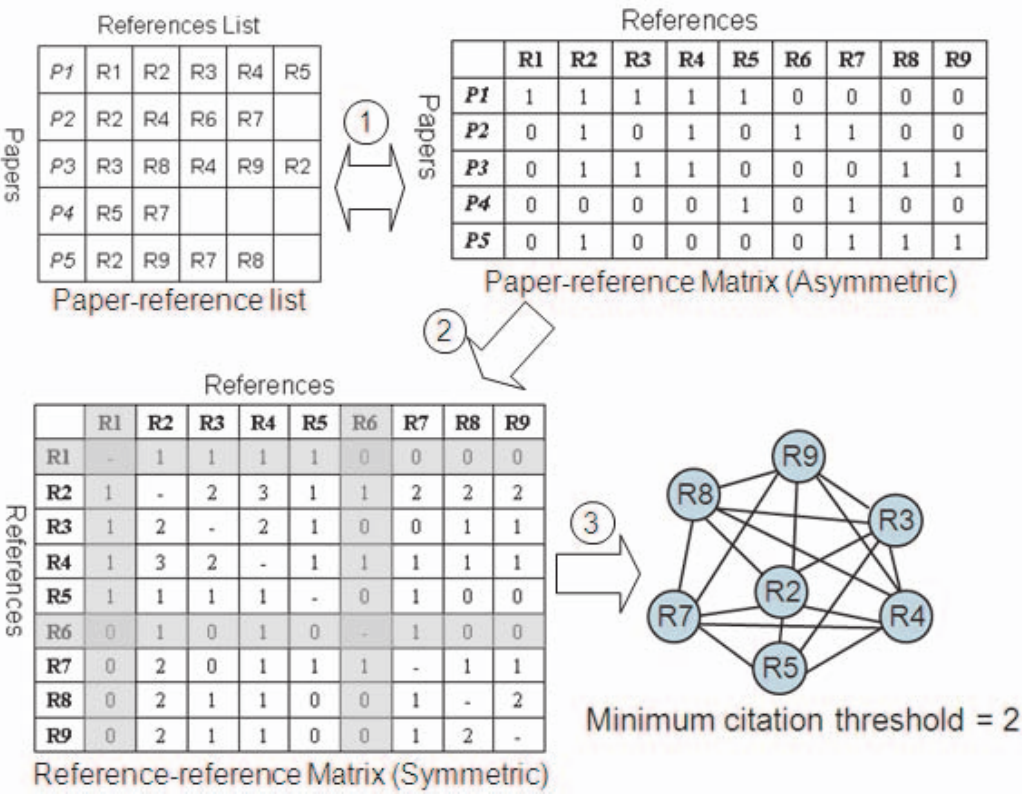 References List
Papers
P1 R1 R2 R3 R4 R5
P2 R2 R4 R6 R7
P3 R3 R8 R4 R9 R2
P4 R5 R7
P5 R2 R9 R7 R8
Paper-reference list
1
References
Papers
R1 R2 R3 R4 R5 R6 R7 R8 R9
P1 1 1 1 1 1 0 0 0 0
P2 0 1 0 1 0 1 1 0 0
P3 0 1 1 1 0 0 0 1 1
P4 0 0 0 0 1 0 1 0 0
P5 0 1 0 0 0 0 1 1 1
Paper-reference Matrix (Asymmetric)
2
References
References
R1 R2 R3 R4 R5 R6 R7 R8 R9
R1 - 1 1 1 1 0 0 0 0
R2 1 - 2 3 1 1 2 2 2
R3 1 2 - 2 1 0 0 1 1
R4 1 3 2 - 1 1 1 1 1
R5 1 1 1 1 - 0 1 0 0
R6 0 1 0 1 0 - 1 0 0
R7 0 2 0 1 1 1 - 1 1
R8 0 2 1 1 0 0 1 - 2
R9 0 2 1 1 0 0 1 2 -
Reference-reference Matrix (Symmetric)
3
R9
R8
R3
R2
R7
R4
R5
Minimum citation threshold = 2